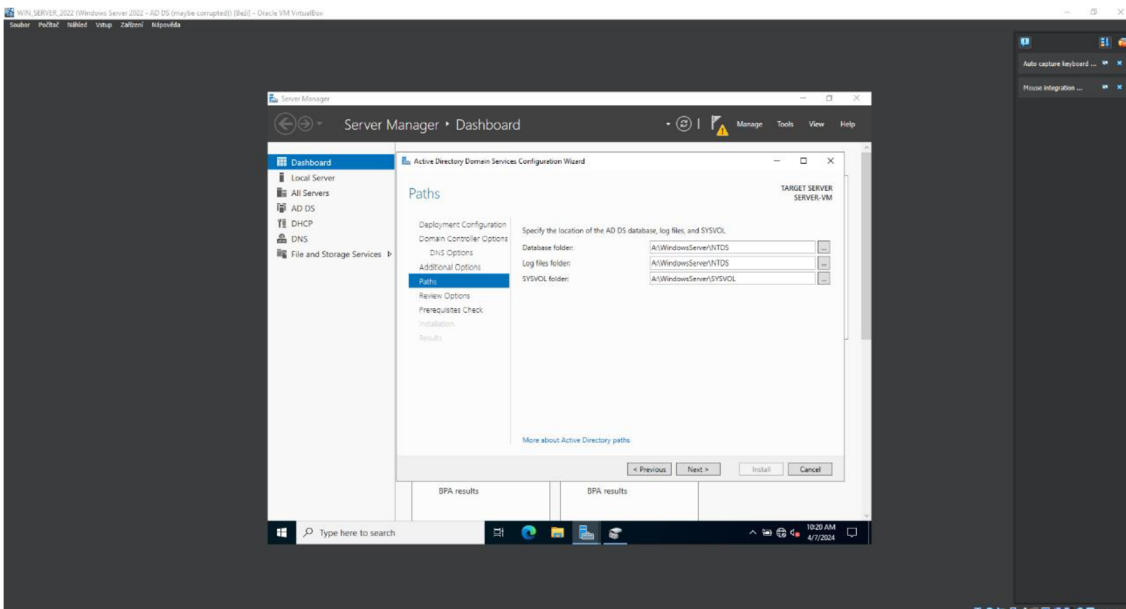 WIN_SERVER_2022 (Windows Server 2022 - AD DS (maybe corrupted)) [Běží] - Oracle VM VirtualBox
Soubor Počítač Náhled Vstup Zařízení Nápověda
Auto capture keyboard ...
Mouse integration ...
Server Manager
Server Manager • Dashboard
Manage Tools View Help
Dashboard
Local Server
All Servers
AD DS
DHCP
DNS
File and Storage Services
Active Directory Domain Services Configuration Wizard
Paths
TARGET SERVER
SERVER-VM
Deployment Configuration
Domain Controller Options
DNS Options
Additional Options
Paths
Review Options
Prerequisites Check
Installation
Results
Specify the location of the AD DS database, log files, and SYSVOL
Database folder: A:\WindowsServer\NTDS ...
Log files folder: A:\WindowsServer\NTDS ...
SYSVOL folder: A:\WindowsServer\SYSVOL ...
More about Active Directory paths
< Previous Next > Install Cancel
BPA results BPA results
Type here to search
10:20 AM
4/7/2024